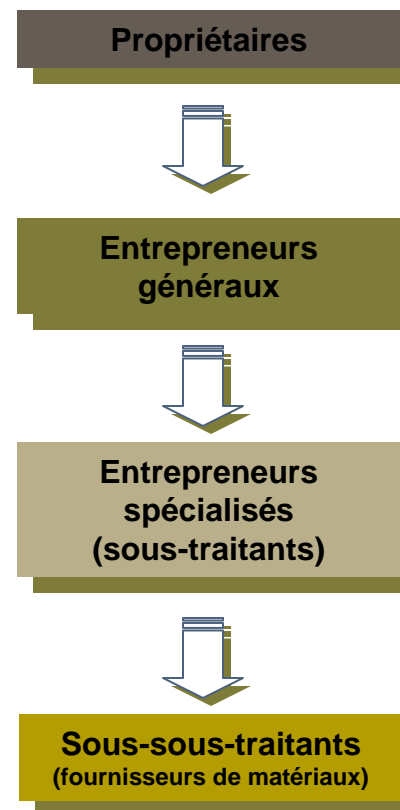 Propriétaires
Entrepreneurs
généraux
Entrepreneurs
spécialisés
(sous-traitants)
Sous-sous-traitants
(fournisseurs de matériaux)